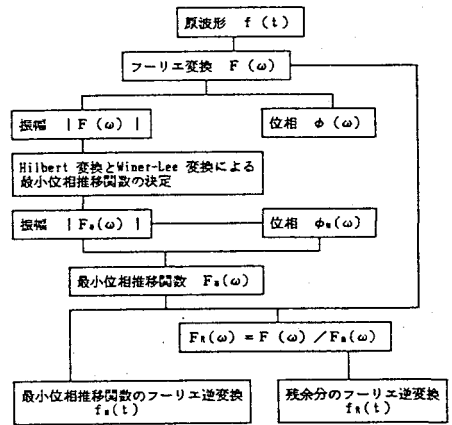 原波形 f (t)
フーリエ変換 F (ω)
振幅 | F (ω) |
位相 φ (ω)
Hilbert 変換とWiner-Lee 変換による
最小位相推移関数の決定
振幅 | Fm(ω) |
位相 φm(ω)
最小位相推移関数 Fm(ω)
FR(ω) = F (ω) / Fm(ω)
最小位相推移関数のフーリエ逆変換
fm(t)
残余分のフーリエ逆変換
fR(t)